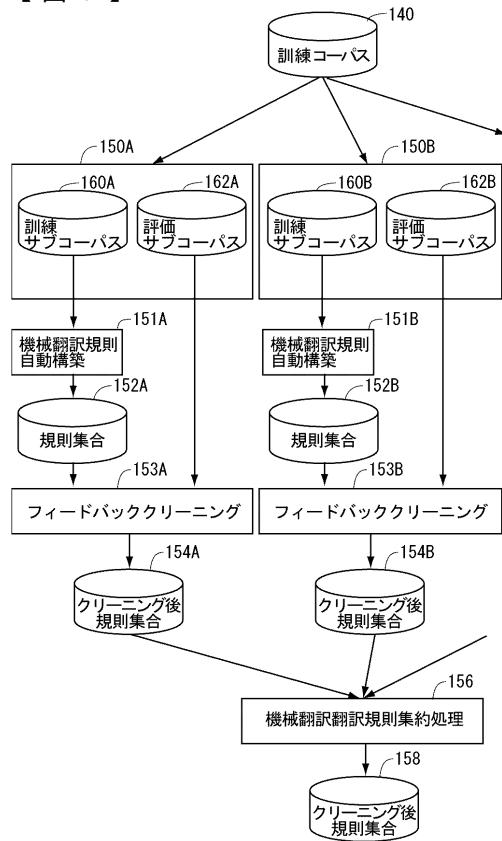 140
訓練コーパス
150A
150B
160A
162A
160B
162B
訓練
サブコーパス
評価
サブコーパス
訓練
サブコーパス
評価
サブコーパス
151A
151B
機械翻訳規則
自動構築
機械翻訳規則
自動構築
152A
152B
規則集合
規則集合
153A
153B
フィードバッククリーニング
フィードバッククリーニング
154A
154B
クリーニング後
規則集合
クリーニング後
規則集合
156
機械翻訳翻訳規則集約処理
158
クリーニング後
規則集合